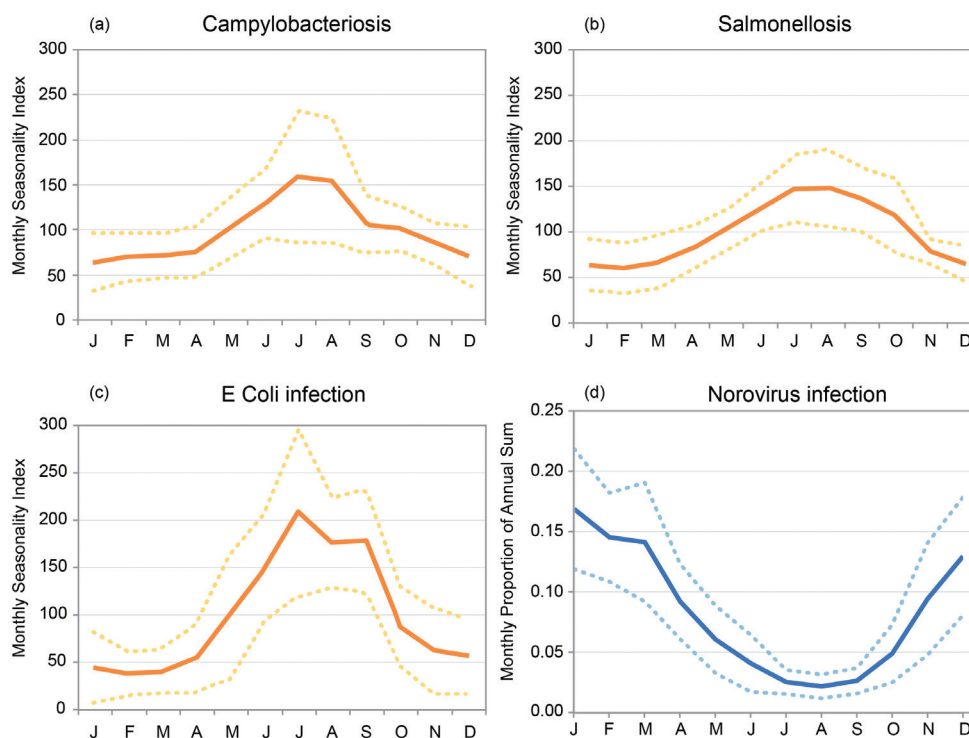 (a) Campylobacteriosis
Monthly Seasonality Index
300
250
200
150
100
50
0
J F M A M J J A S O N D
(b) Salmonellosis
Monthly Seasonality Index
300
250
200
150
100
50
0
J F M A M J J A S O N D
(c) E Coli infection
Monthly Seasonality Index
300
250
200
150
100
50
0
J F M A M J J A S O N D
(d) Norovirus infection
Monthly Proportion of Annual Sum
0.25
0.20
0.15
0.10
0.05
0.00
J F M A M J J A S O N D